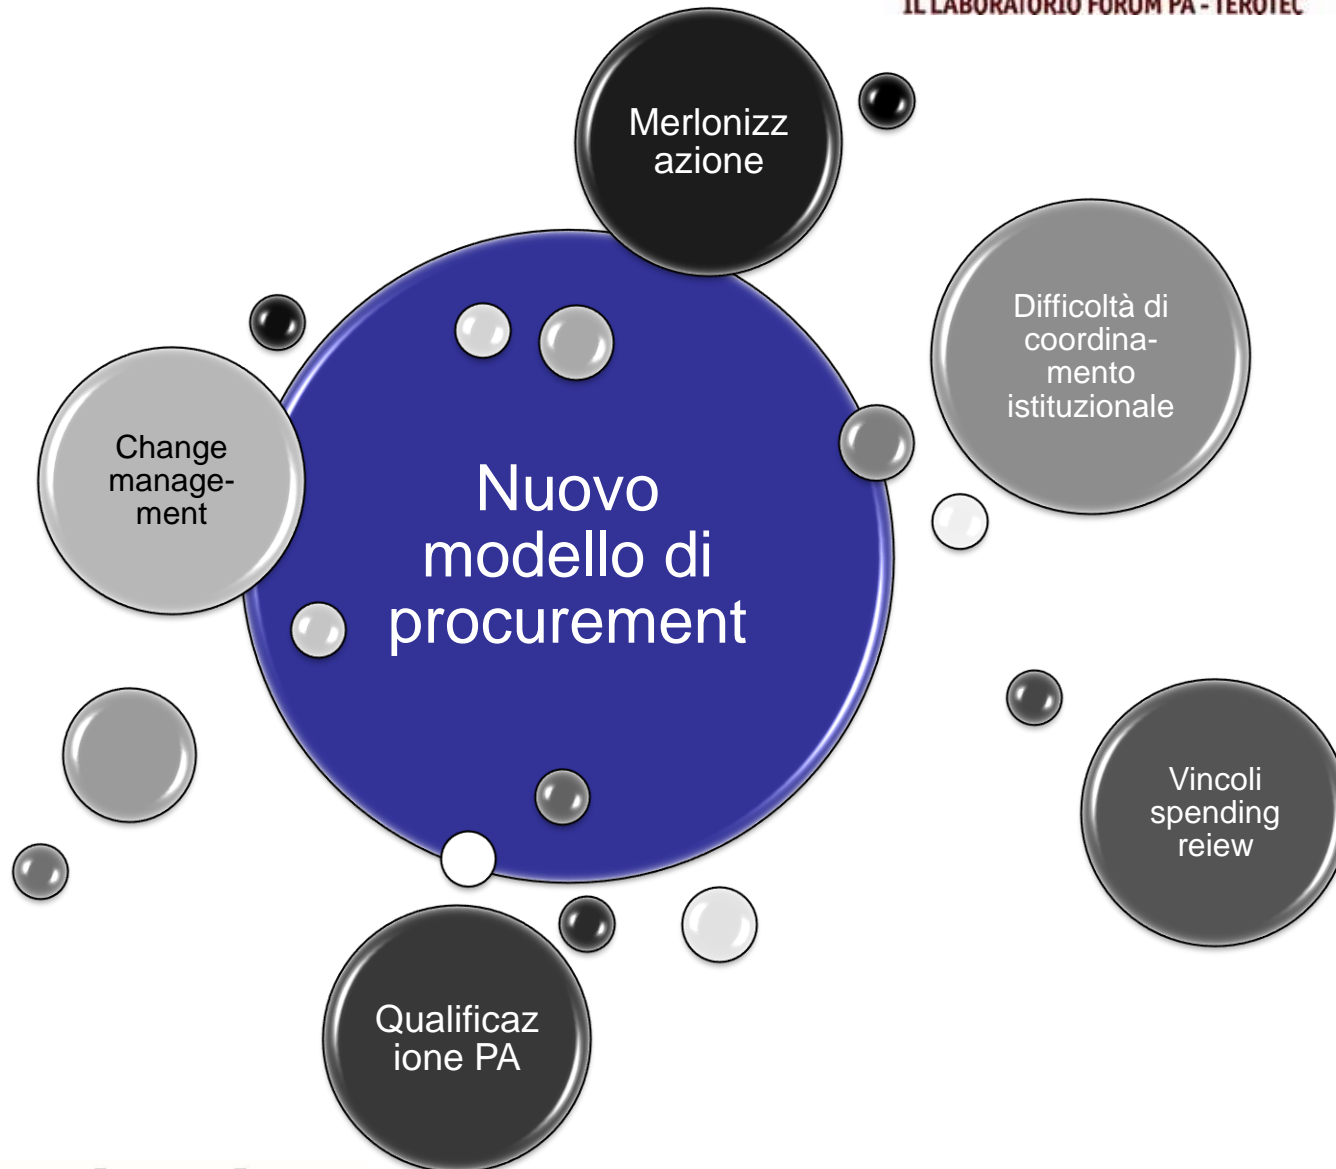 IL LABORATORIO FORUM PA - TEROTEC
Merlonizz
azione
Difficoltà di
coordina-
mento
istituzionale
Change
manage-
ment
Nuovo
modello di
procurement
Vincoli
spending
reiew
Qualificaz
ione PA